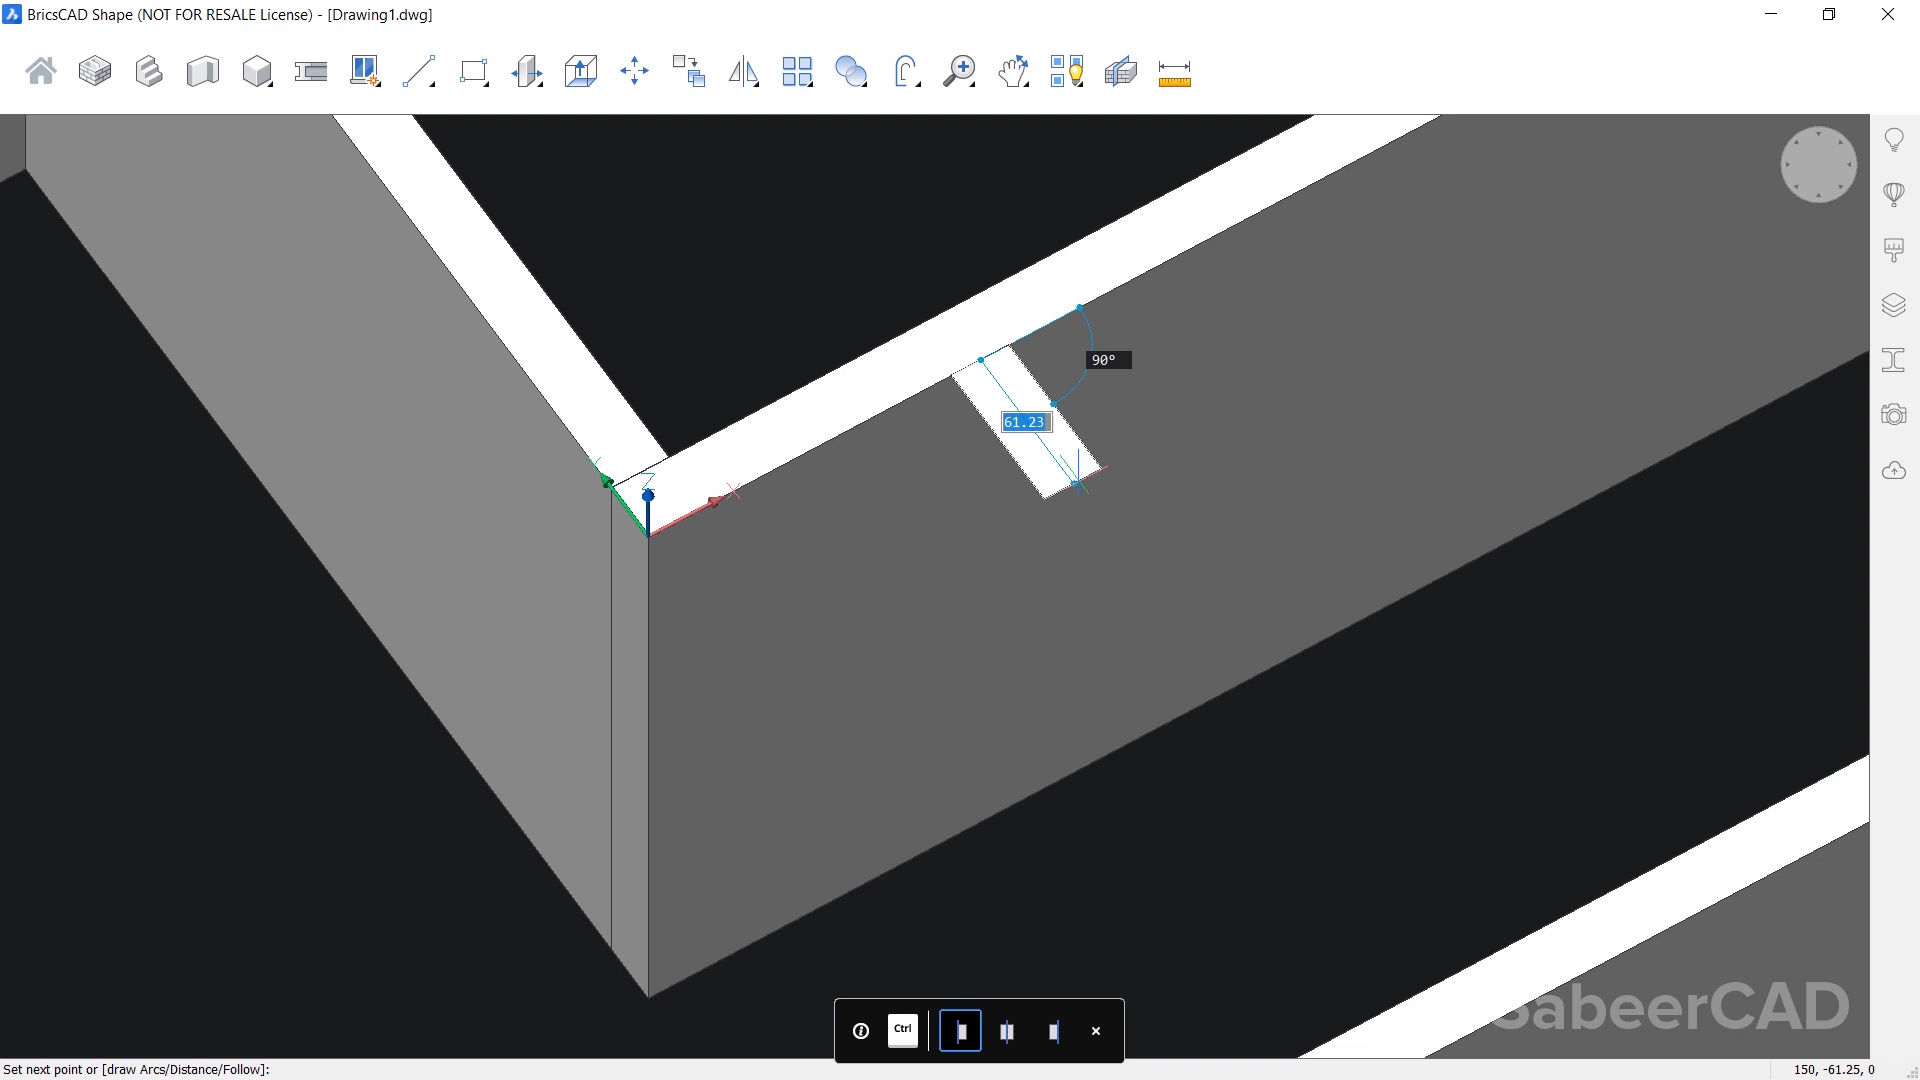 BricsCAD Shape (NOT FOR RESALE License) - [Drawing1.dwg]
90°
61.23
Z
X
Ctrl
SabeerCAD
Set next point or [draw Arcs/Distance/Follow]:
150, -61.25, 0